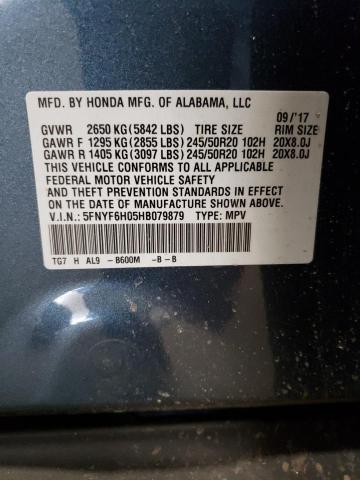 MFD. BY HONDA MFG. OF ALABAMA, LLC 09/'17
GVWR 2650 KG(5842 LBS) TIRE SIZE RIM SIZE
GAWR F 1295 KG(2855 LBS) 245/50R20 102H 20X8.0J
GAWR R 1405 KG(3097 LBS) 245/50R20 102H 20X8.0J
THIS VEHICLE CONFORMS TO ALL APPLICABLE
FEDERAL MOTOR VEHICLE SAFETY, BUMPER,
AND THEFT PREVENTION STANDARDS IN EFFECT
ON THE DATE OF MANUFACTURE SHOWN ABOVE.
V.I.N.: 5FNYF6H05HB079879 TYPE: MPV
TG7 H AL9 -B600M -B-B